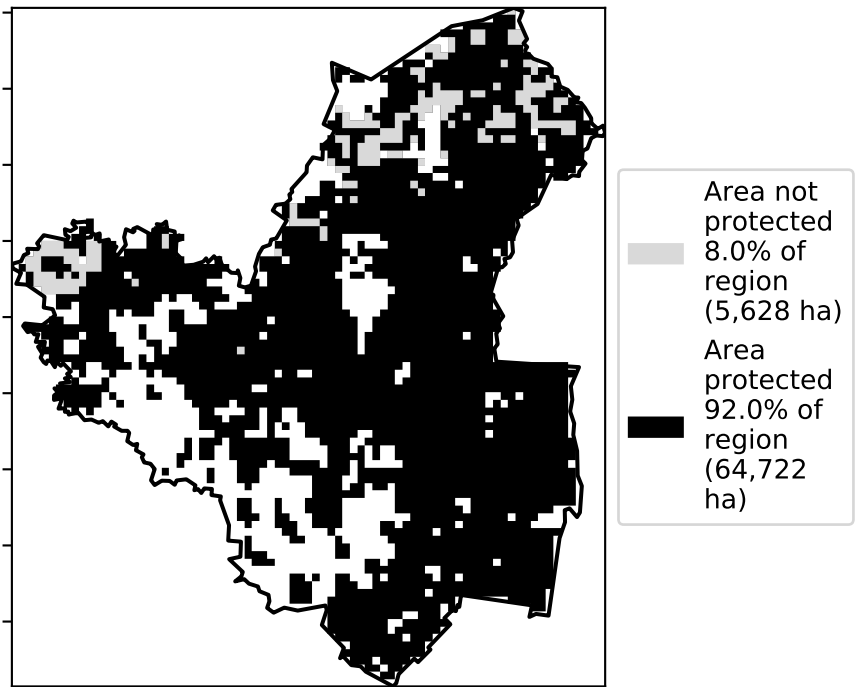 Area not
protected
8.0% of
region
(5,628 ha)
Area
protected
92.0% of
region
(64,722
ha)